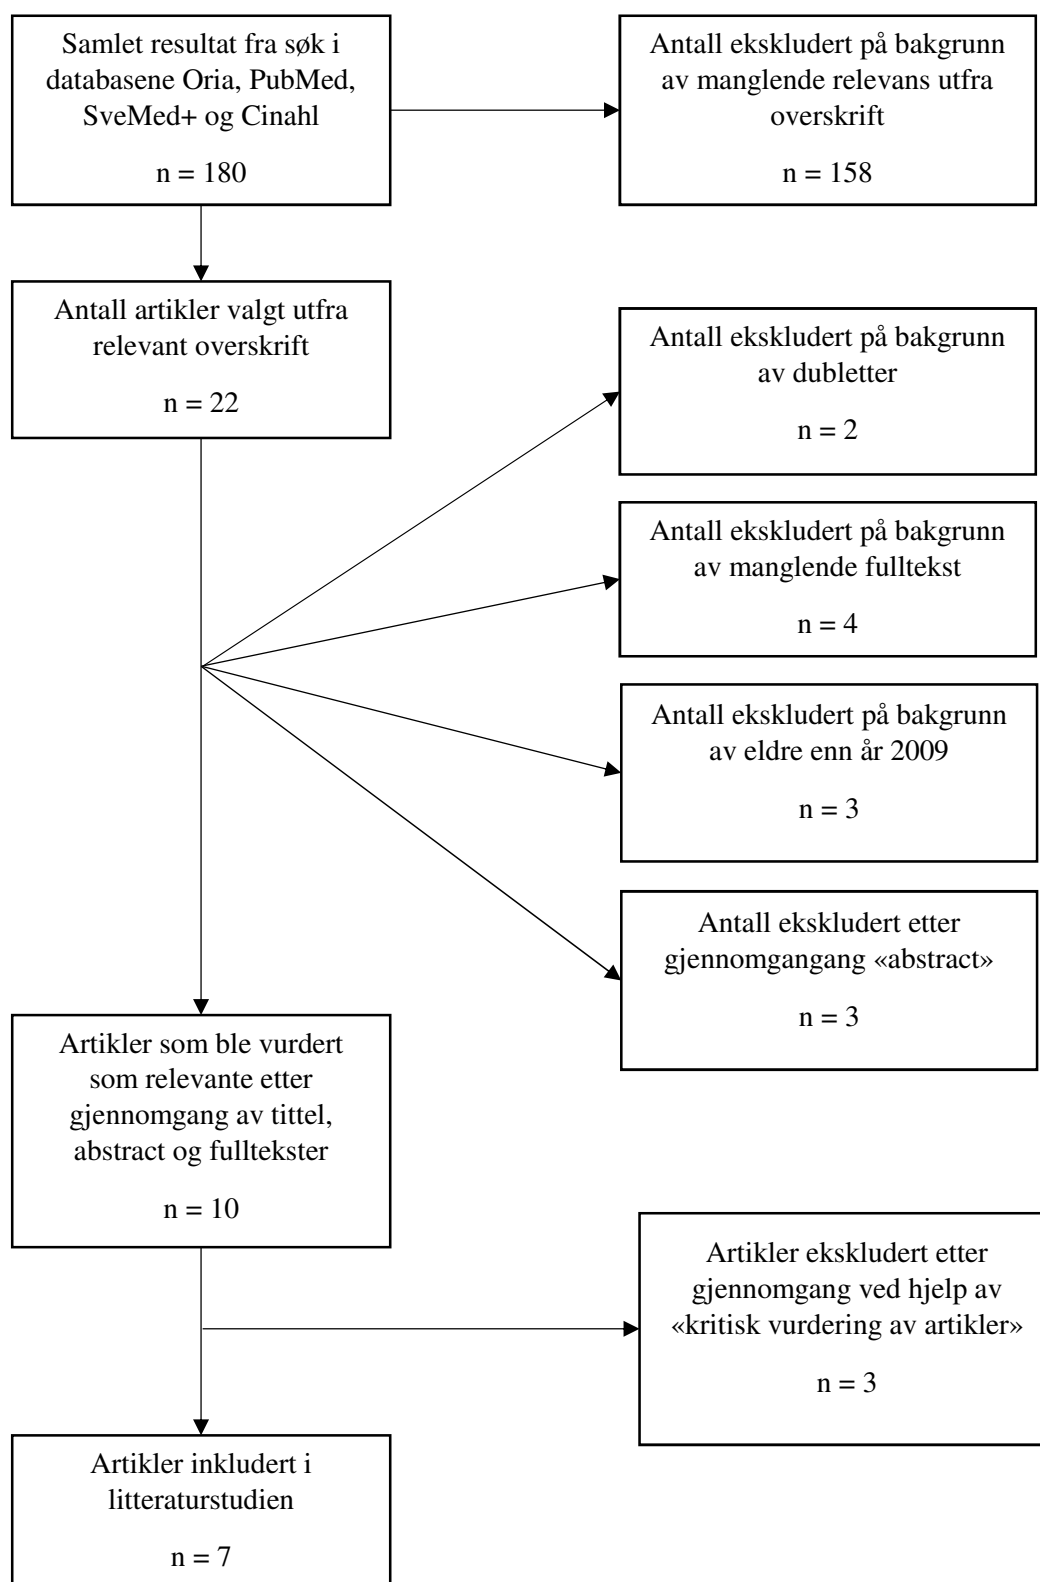 Samlet resultat fra søk i
databasene Oria, PubMed,
SveMed+ og Cinahl
n = 180
Antall ekskludert på bakgrunn
av manglende relevans utfra
overskrift
n = 158
Antall artikler valgt utfra
relevant overskrift
n = 22
Antall ekskludert på bakgrunn
av dubletter
n = 2
Antall ekskludert på bakgrunn
av manglende fulltekst
n = 4
Antall ekskludert på bakgrunn
av eldre enn år 2009
n = 3
Antall ekskludert etter
gjennomgangang «abstract»
n = 3
Artikler som ble vurdert
som relevante etter
gjennomgang av tittel,
abstract og fulltekster
n = 10
Artikler ekskludert etter
gjennomgang ved hjelp av
«kritisk vurdering av artikler»
n = 3
Artikler inkludert i
litteraturstudien
n = 7